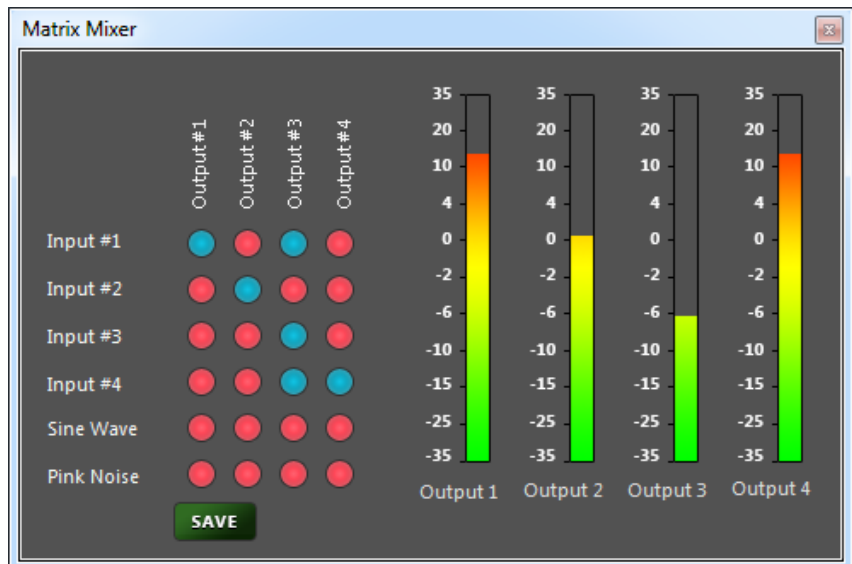 Matrix Mixer
Output #1
Output #2
Output #3
Output #4
Input #1
Input #2
Input #3
Input #4
Sine Wave
Pink Noise
SAVE
35
20
10
4
0
-2
-6
-10
-15
-25
-35
Output 1
35
20
10
4
0
-2
-6
-10
-15
-25
-35
Output 2
35
20
10
4
0
-2
-6
-10
-15
-25
-35
Output 3
35
20
10
4
0
-2
-6
-10
-15
-25
-35
Output 4